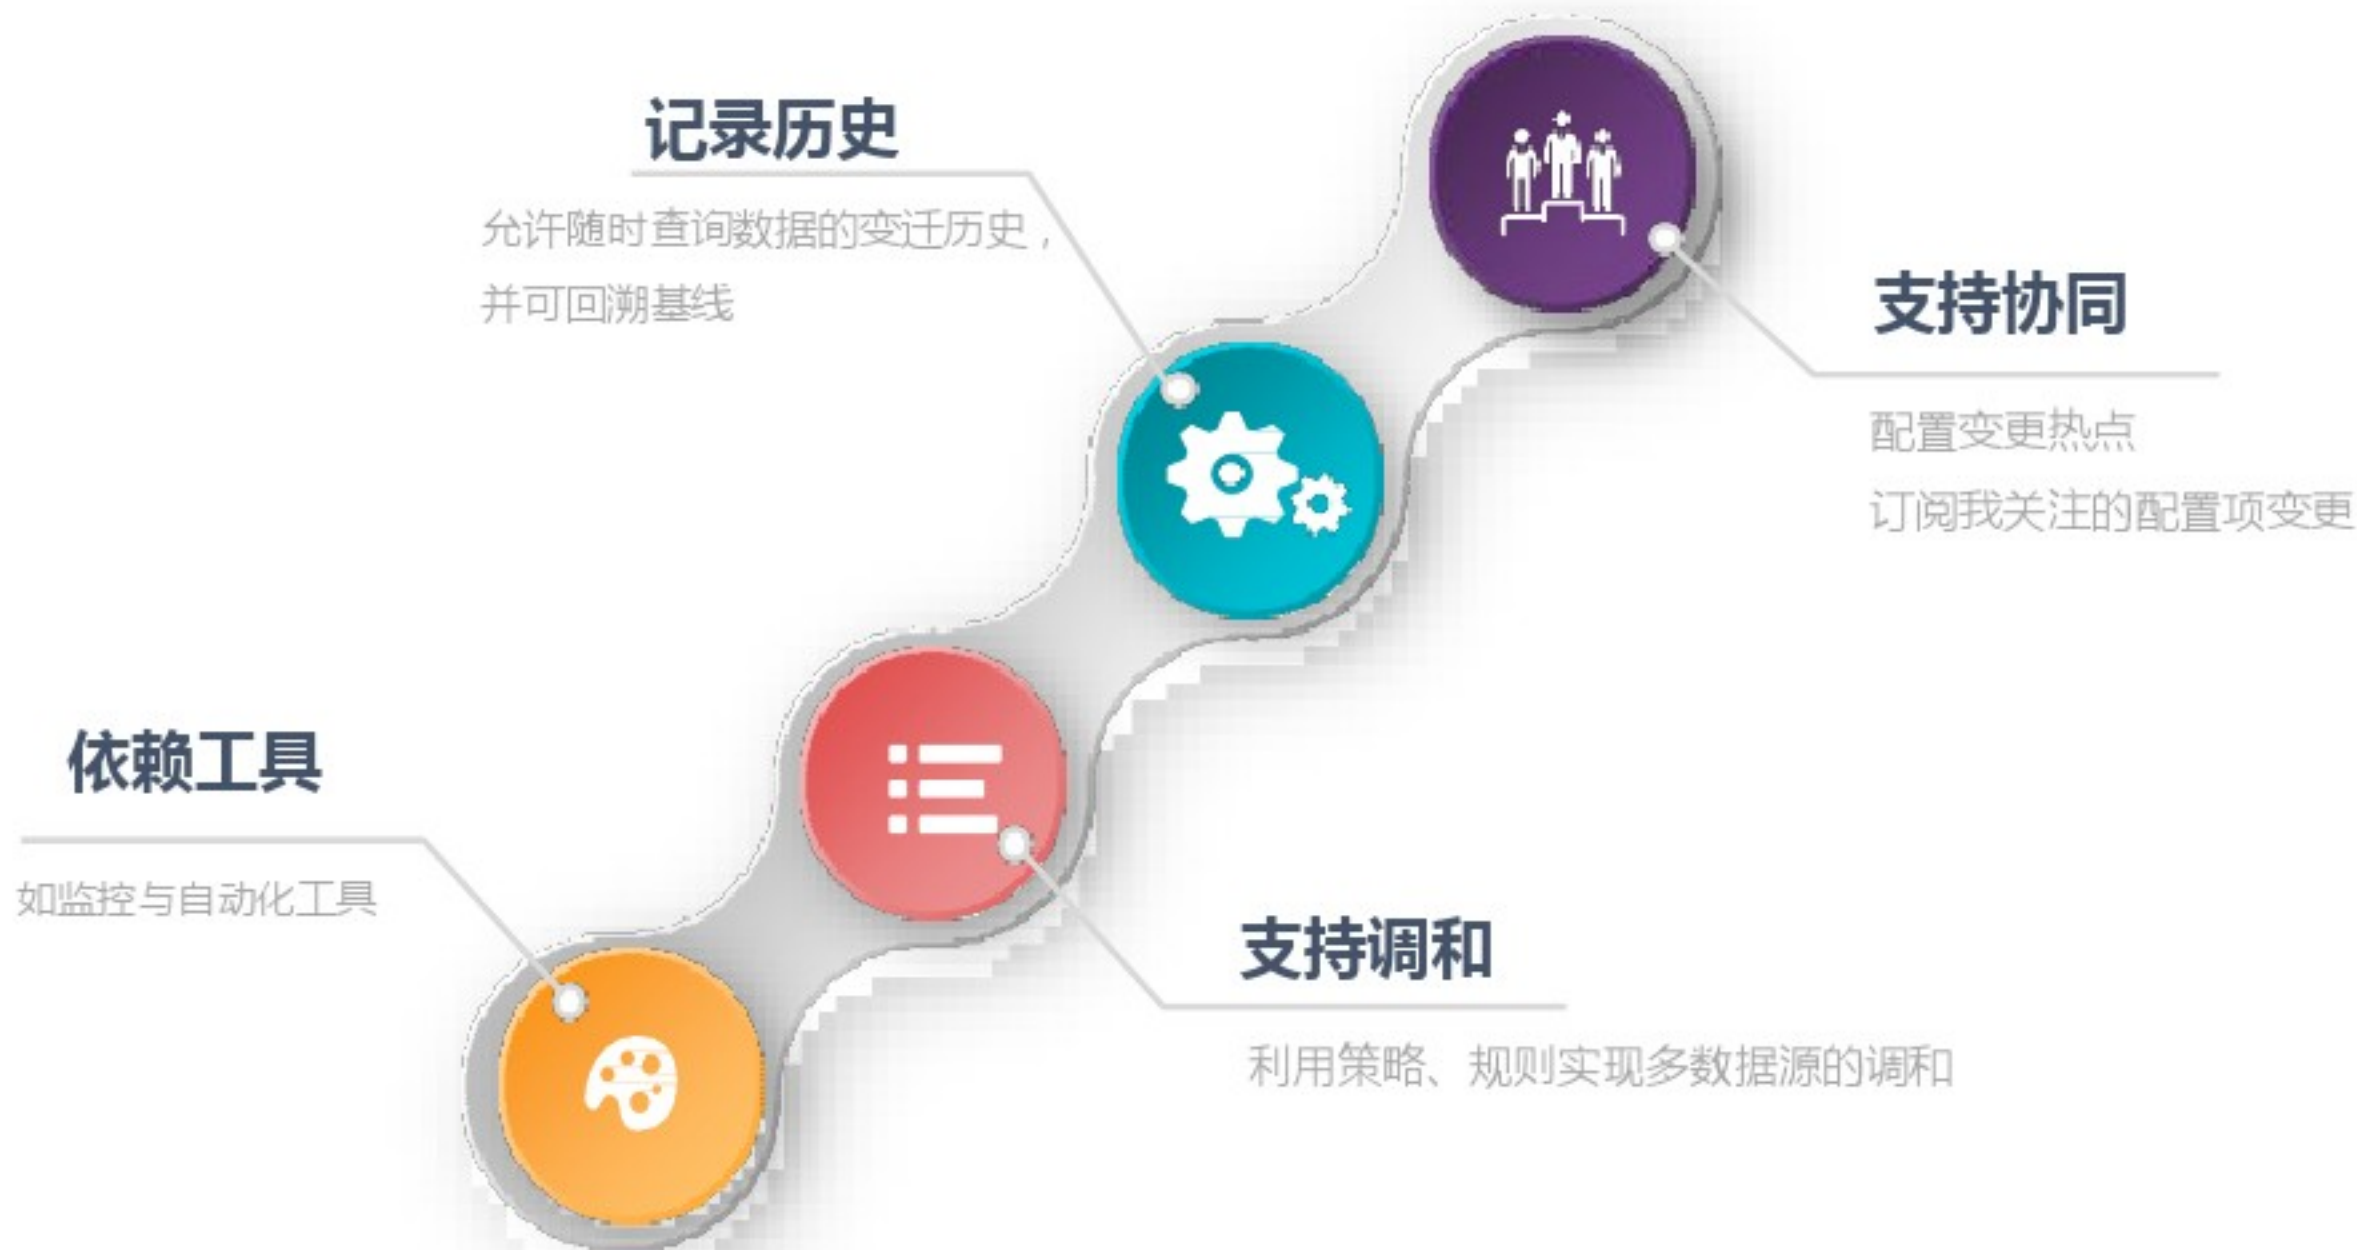 记录历史
允许随时查询数据的变迁历史，
并可回溯基线
支持协同
配置变更热点
订阅我关注的配置项变更
依赖工具
如监控与自动化工具
支持调和
利用策略、规则实现多数据源的调和